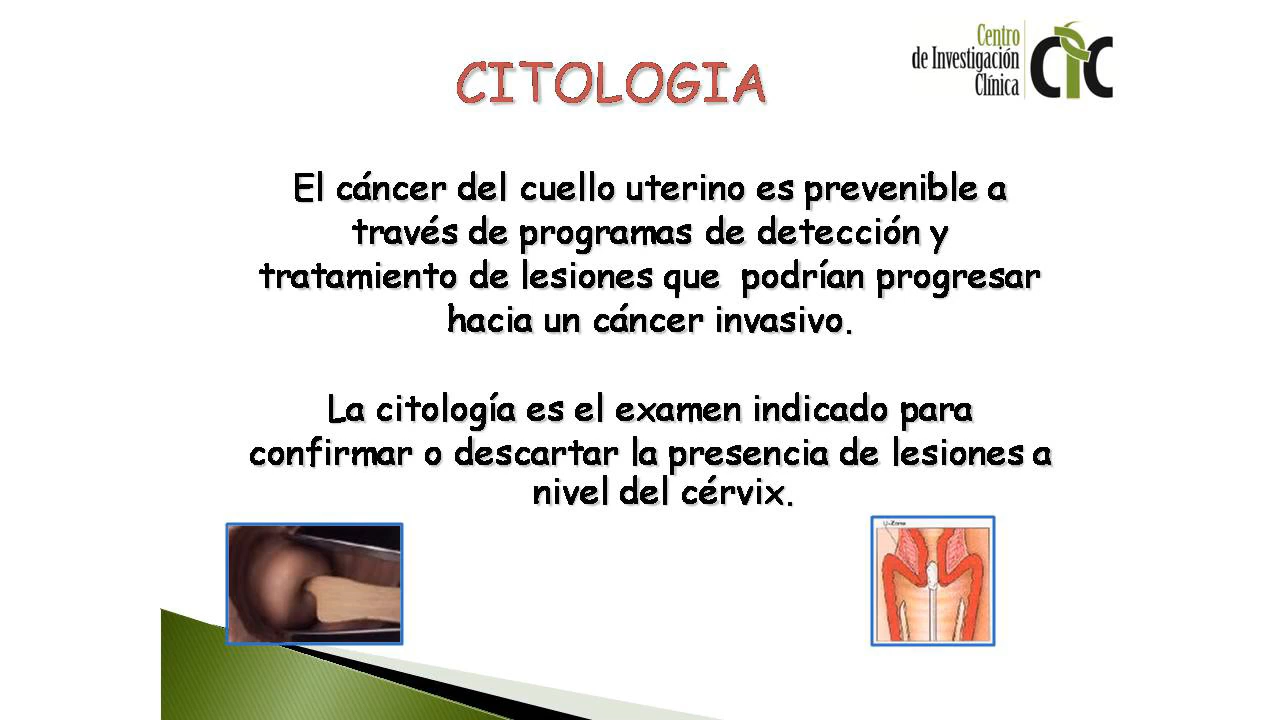 Centro
de Investigación
Clínica
CIC
CITOLOGIA
El cáncer del cuello uterino es prevenible a
través de programas de detección y
tratamiento de lesiones que podrían progresar
hacia un cáncer invasivo.
La citología es el examen indicado para
confirmar o descartar la presencia de lesiones a
nivel del cérvix.
U-Zone